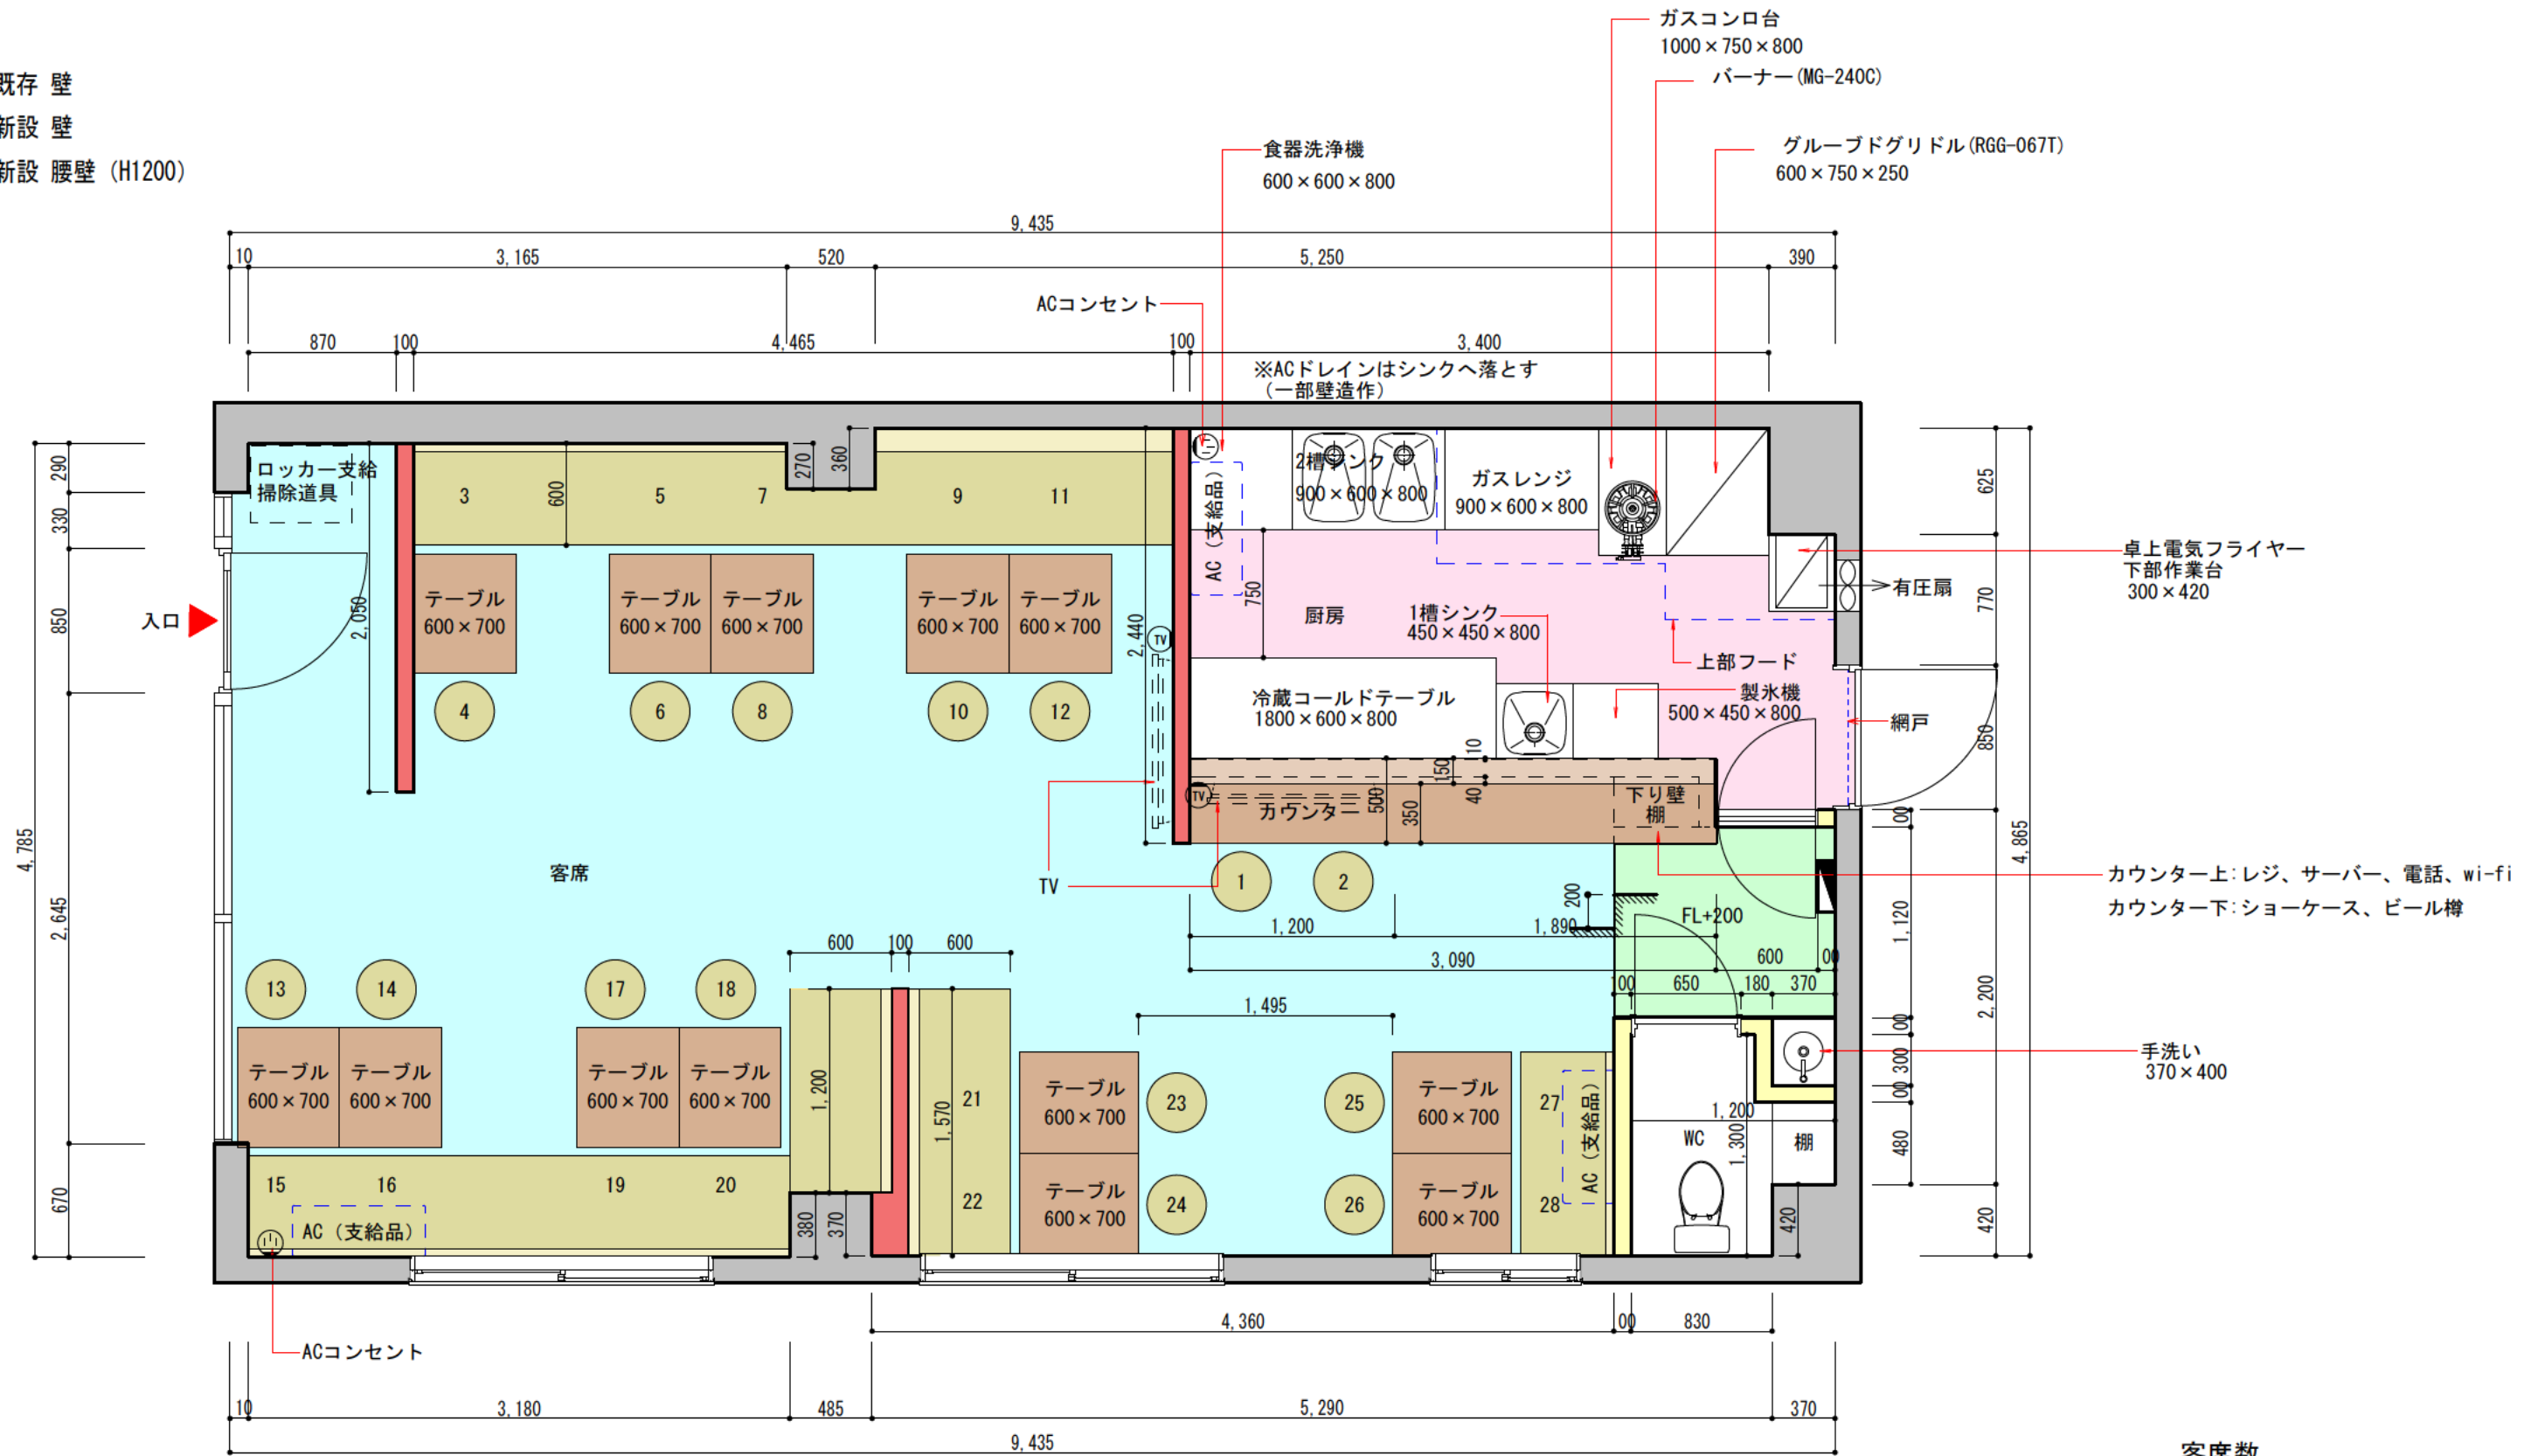 ガスコンロ台
1000×750×800
バーナー(MG-240C)
既存 壁
新設 壁
新設 腰壁 (H1200)
食器洗浄機
600×600×800
グルーブドグリドル(RGG-067T)
600×750×250
9,435
10
3,165
520
5,250
390
ACコンセント
870
100
4,465
100
3,400
※ACドレインはシンクへ落とす
(一部壁造作)
ロッカー支給
掃除道具
290
330
850
2,645
670
4,785
入口
2,050
3
600
5
7
270
360
9
11
テーブル
600×700
テーブル
600×700
テーブル
600×700
テーブル
600×700
テーブル
600×700
4
6
8
10
12
2,440
TV
AC (支給品)
2槽シンク
900×600×800
ガスレンジ
900×600×800
750
厨房
1槽シンク
450×450×800
上部フード
冷蔵コールドテーブル
1800×600×800
製氷機
500×450×800
625
770
850
卓上電気フライヤー
下部作業台
300×420
有圧扇
網戸
TV
カウンター
500
150
350
10
40
下り壁
棚
00
4,865
客席
TV
1
2
200
FL+200
カウンター上:レジ、サーバー、電話、wi-fi
カウンター下:ショーケース、ビール樽
1,200
1,890
3,090
600
00
1,120
2,200
600
100
600
100
650
180
370
13
14
17
18
1,495
00
300
00
480
420
手洗い
370×400
テーブル
600×700
テーブル
600×700
テーブル
600×700
テーブル
600×700
1,200
1,570
21
22
テーブル
600×700
テーブル
600×700
23
24
25
26
テーブル
600×700
テーブル
600×700
27
28
AC (支給品)
1,200
WC
1,300
棚
420
15
16
19
20
AC (支給品)
380
370
ACコンセント
4,360
00
830
10
3,180
485
5,290
370
9,435
客席数